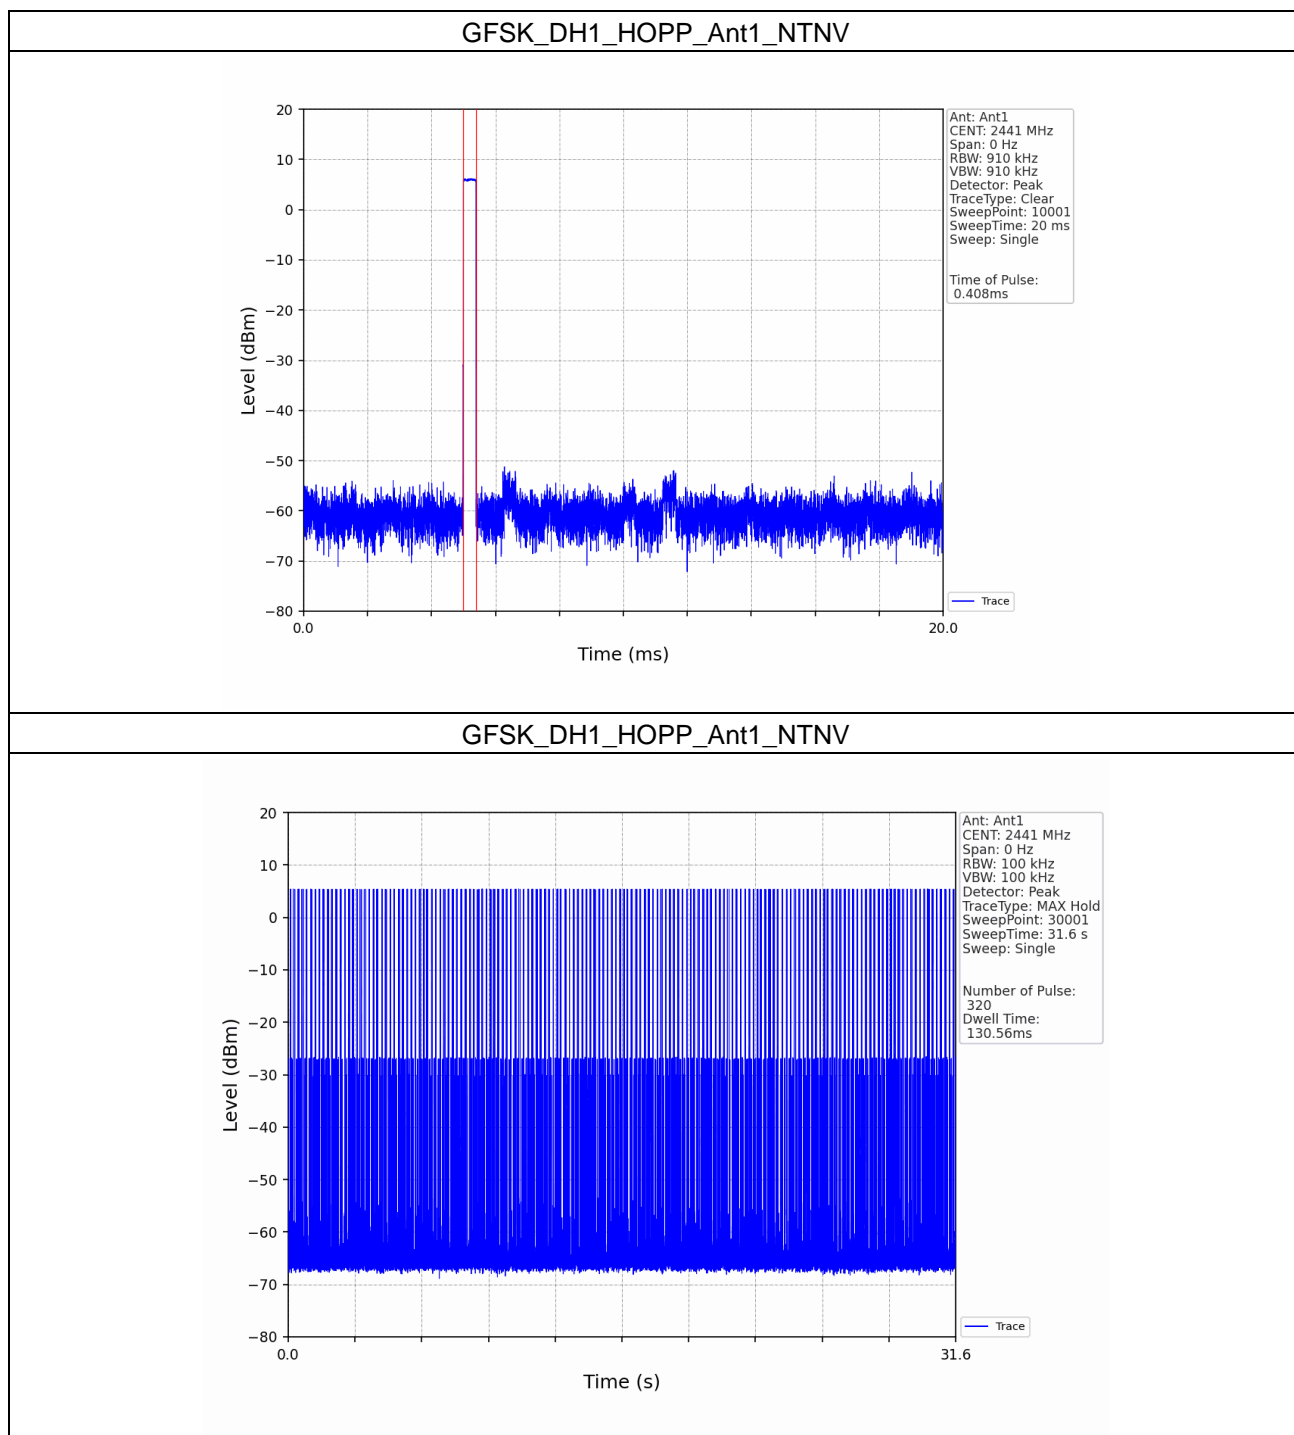 GFSK_DH1_HOPP_Ant1_NTNV
20
10
0
−10
−20
−30
−40
−50
−60
−70
−80
Level (dBm)
0.0
20.0
Time (ms)
Ant: Ant1
CENT: 2441 MHz
Span: 0 Hz
RBW: 910 kHz
VBW: 910 kHz
Detector: Peak
TraceType: Clear
SweepPoint: 10001
SweepTime: 20 ms
Sweep: Single
Time of Pulse:
0.408ms
Trace
GFSK_DH1_HOPP_Ant1_NTNV
20
10
0
−10
−20
−30
−40
−50
−60
−70
−80
Level (dBm)
0.0
31.6
Time (s)
Ant: Ant1
CENT: 2441 MHz
Span: 0 Hz
RBW: 100 kHz
VBW: 100 kHz
Detector: Peak
TraceType: MAX Hold
SweepPoint: 30001
SweepTime: 31.6 s
Sweep: Single
Number of Pulse:
320
Dwell Time:
130.56ms
Trace